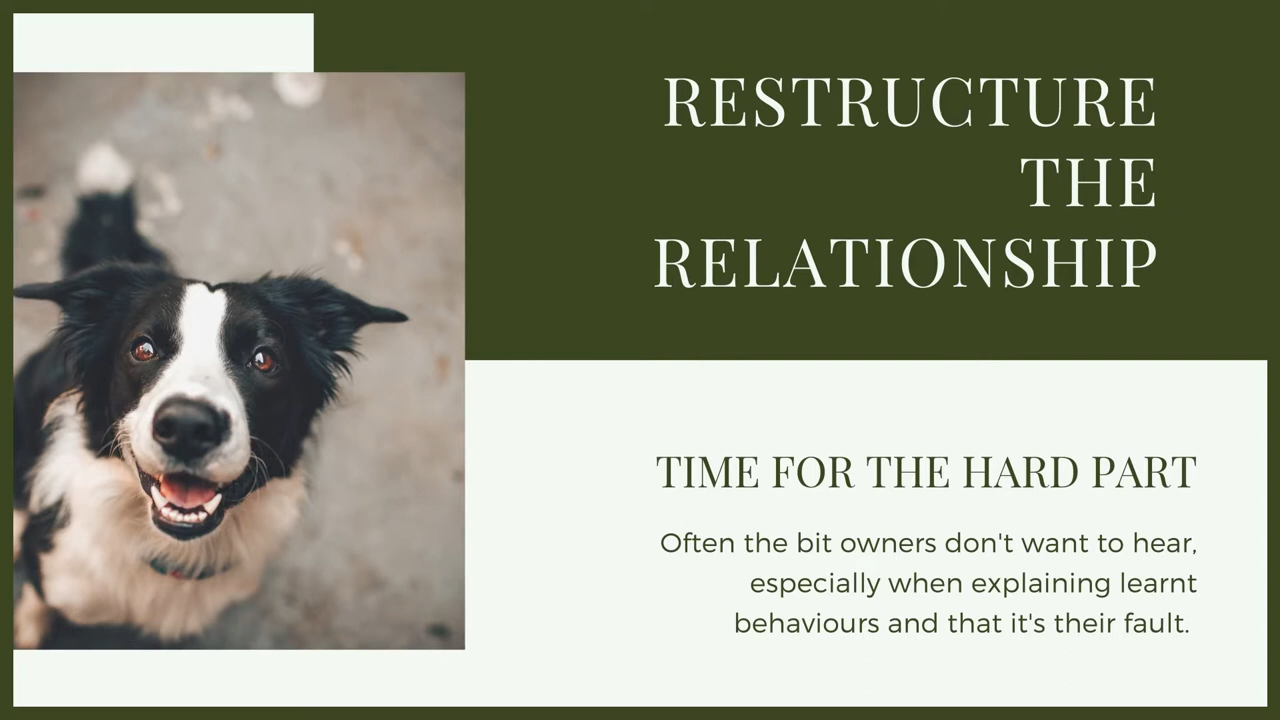 RESTRUCTURE
THE
RELATIONSHIP
TIME FOR THE HARD PART
Often the bit owners don't want to hear,
especially when explaining learnt
behaviours and that it's their fault.